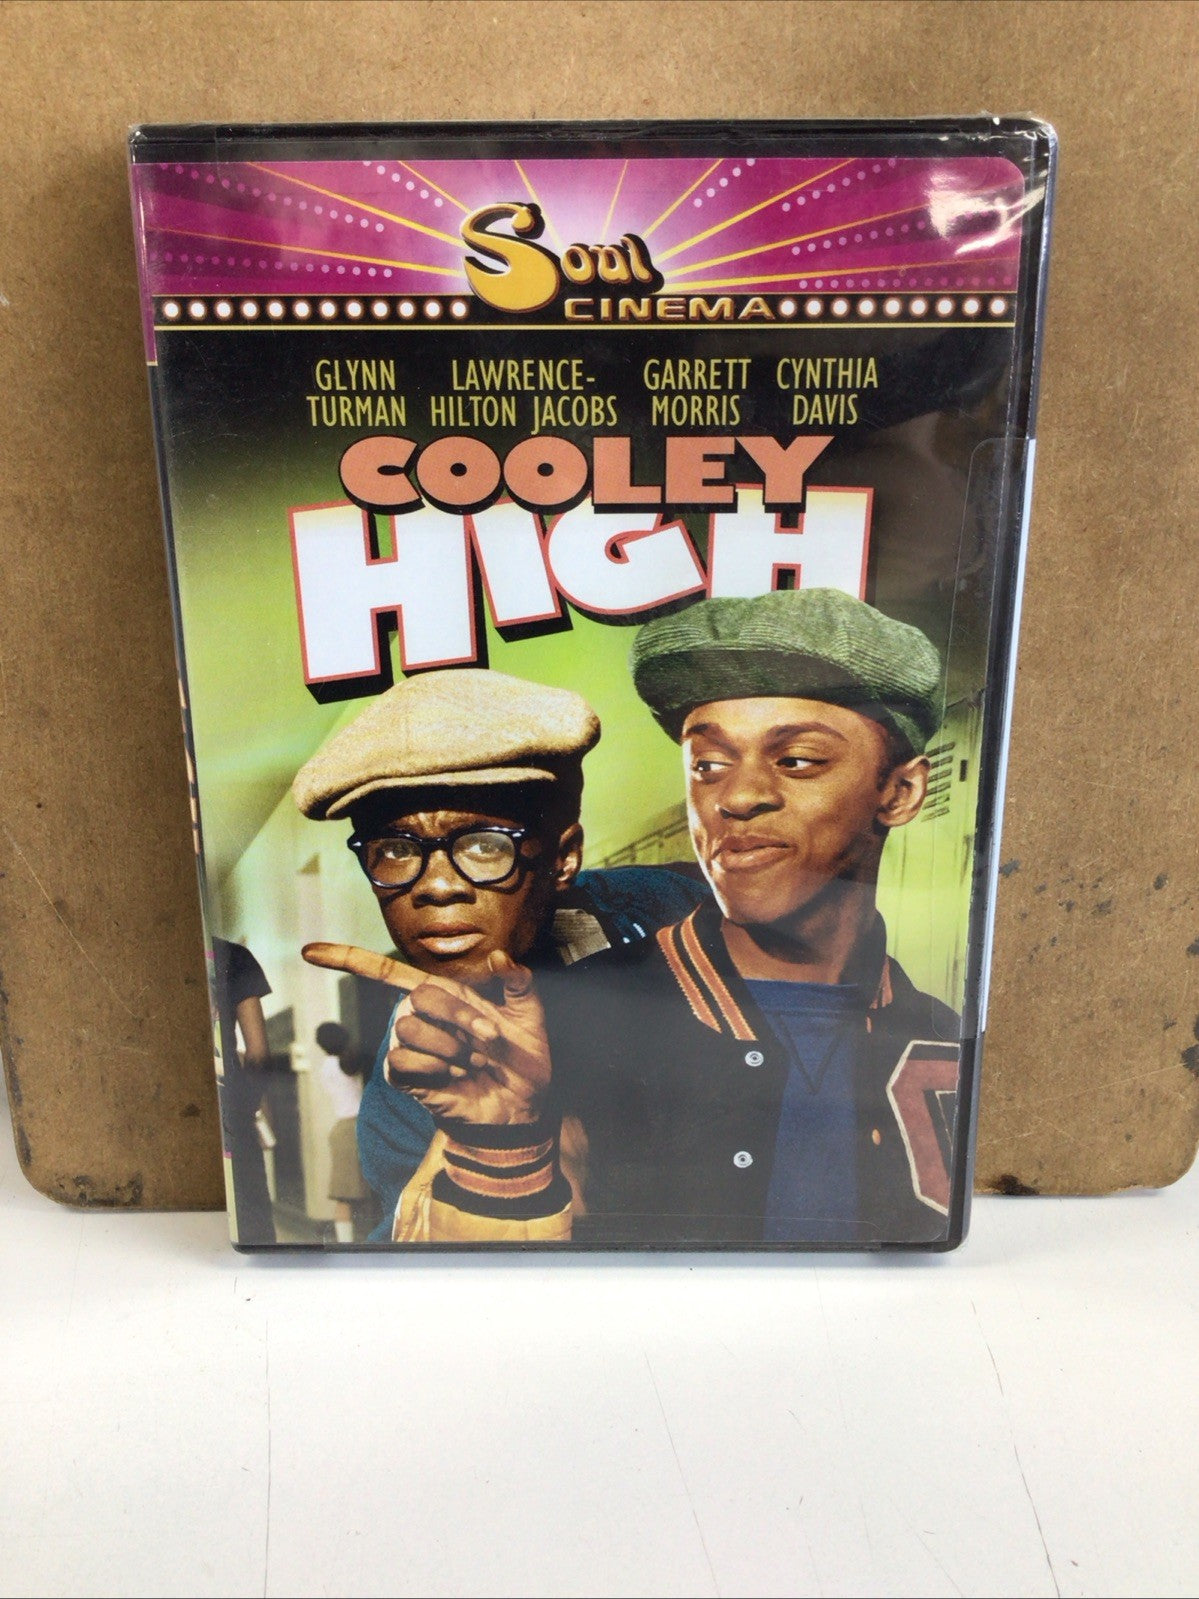 Soul
CINEMA
GLYNN LAWRENCE- GARRETT CYNTHIA
TURMAN HILTON JACOBS MORRIS DAVIS
COOLEY
HIGH